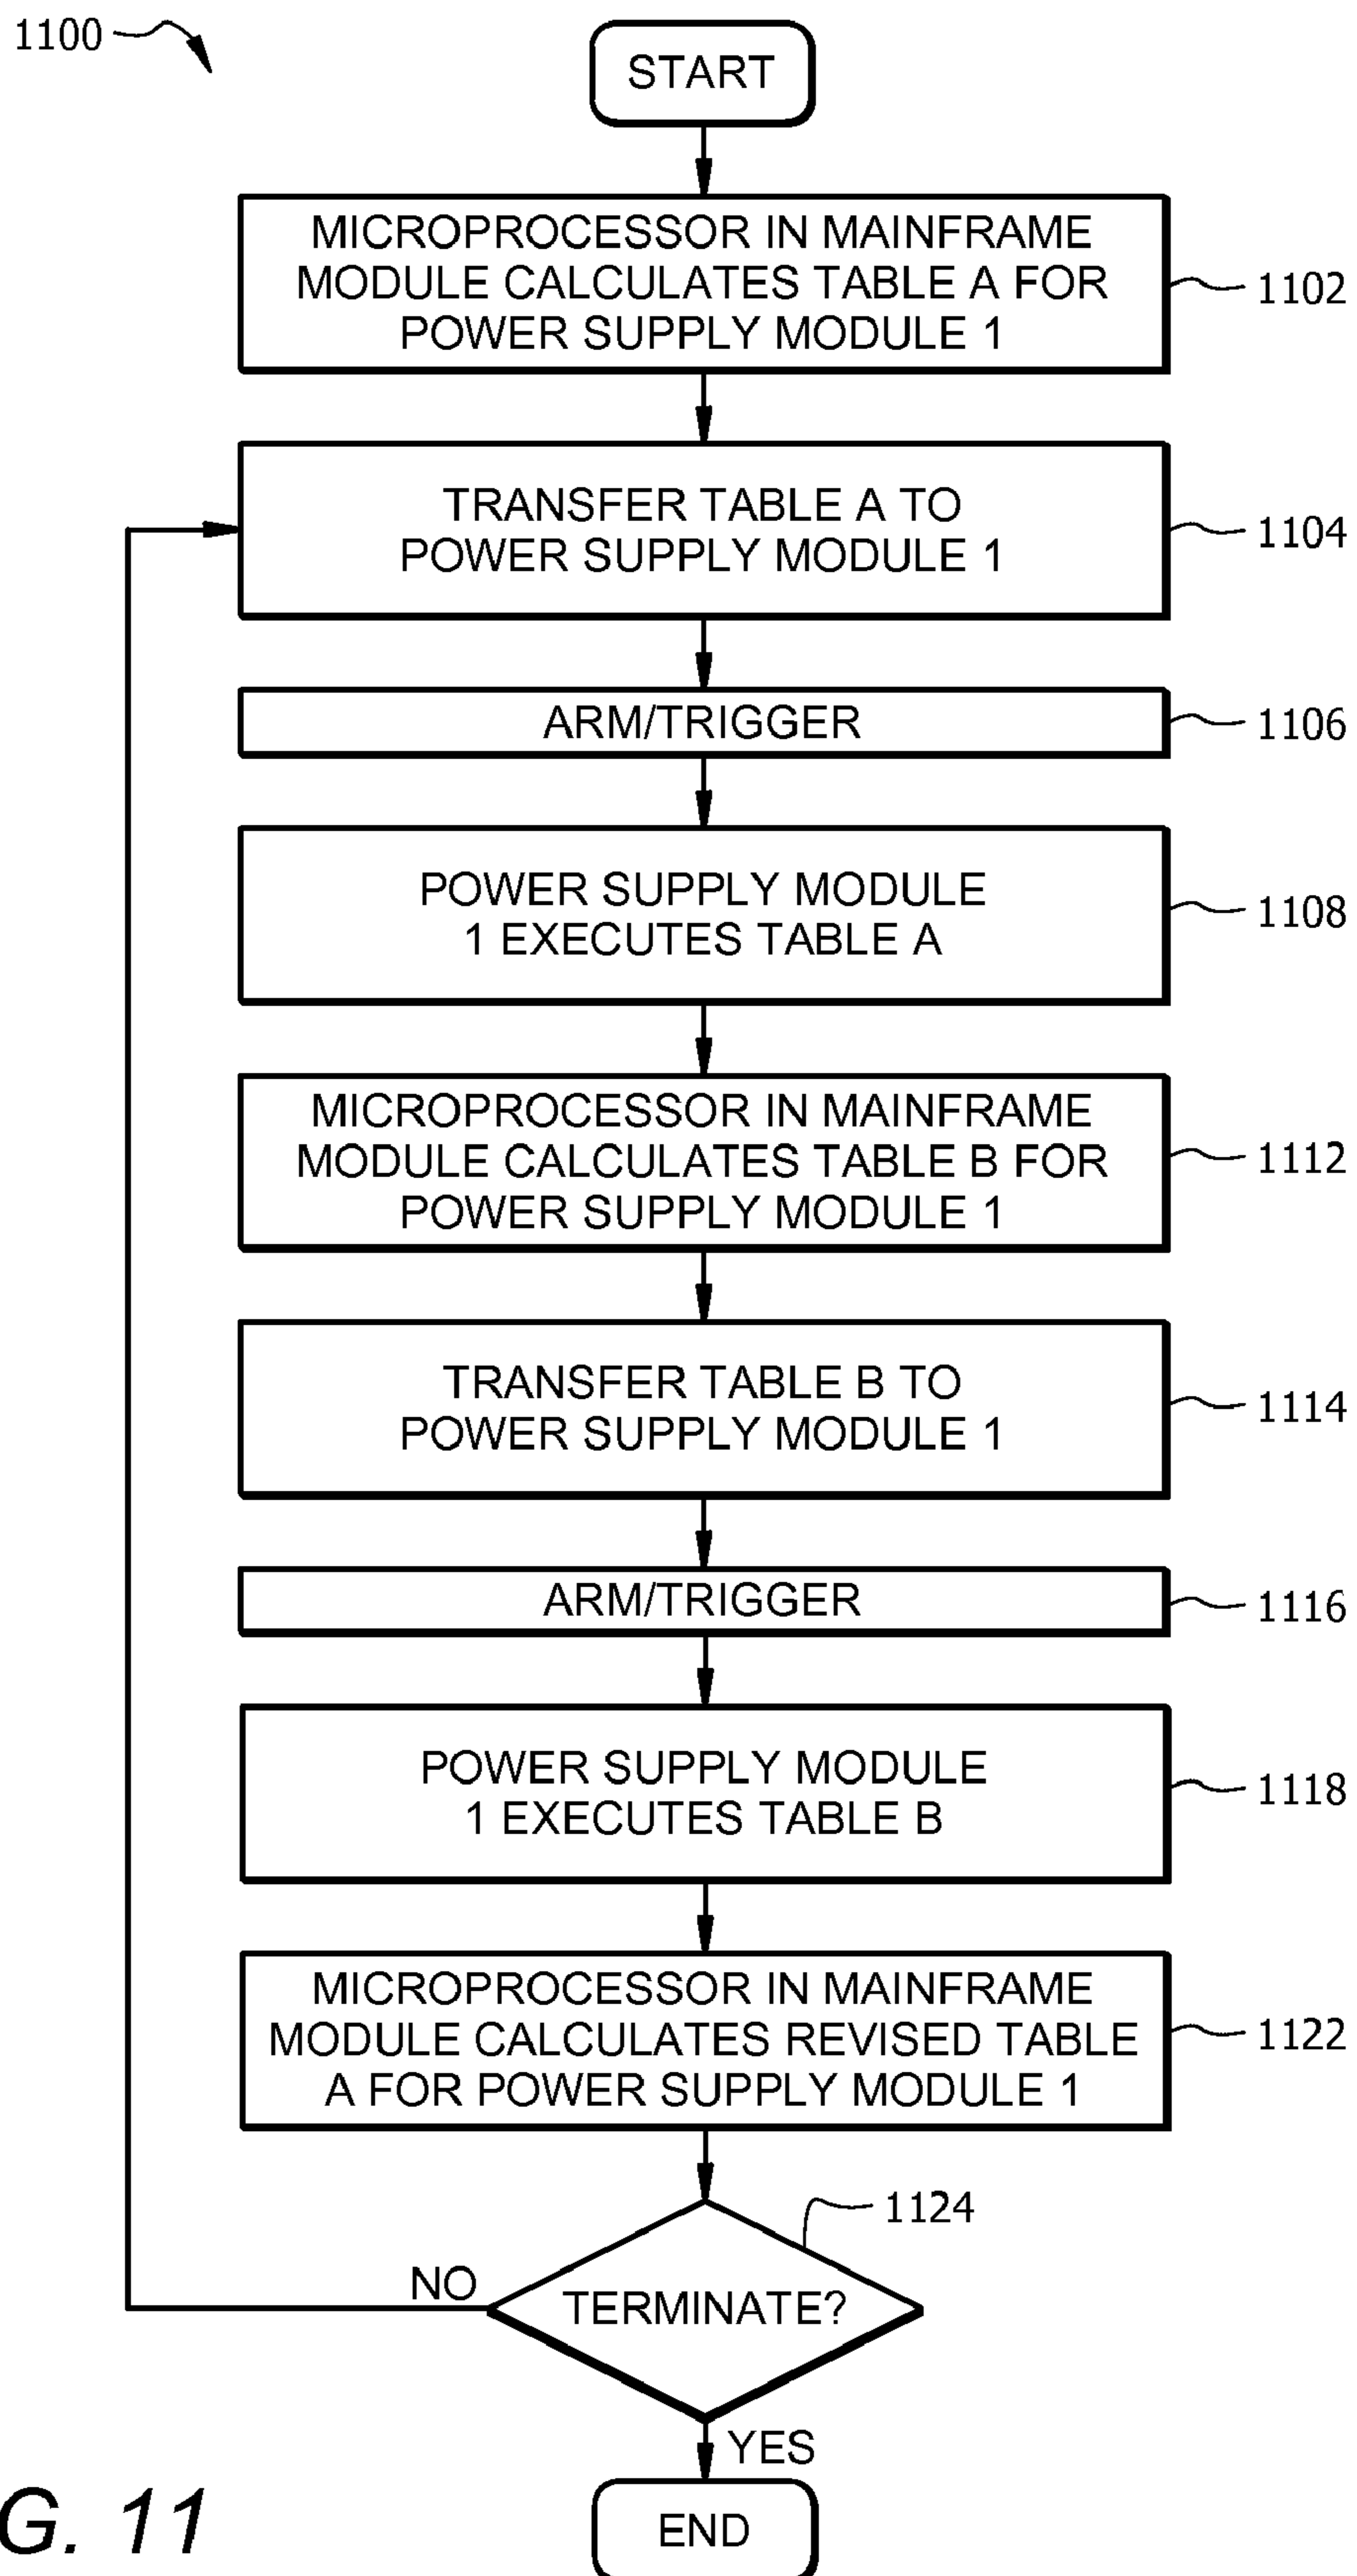 1100
START
MICROPROCESSOR IN MAINFRAME
MODULE CALCULATES TABLE A FOR
POWER SUPPLY MODULE 1
1102
TRANSFER TABLE A TO
POWER SUPPLY MODULE 1
1104
ARM/TRIGGER
1106
POWER SUPPLY MODULE
1 EXECUTES TABLE A
1108
MICROPROCESSOR IN MAINFRAME
MODULE CALCULATES TABLE B FOR
POWER SUPPLY MODULE 1
1112
TRANSFER TABLE B TO
POWER SUPPLY MODULE 1
1114
ARM/TRIGGER
1116
POWER SUPPLY MODULE
1 EXECUTES TABLE B
1118
MICROPROCESSOR IN MAINFRAME
MODULE CALCULATES REVISED TABLE
A FOR POWER SUPPLY MODULE 1
1122
1124
NO
TERMINATE?
YES
END
G. 11